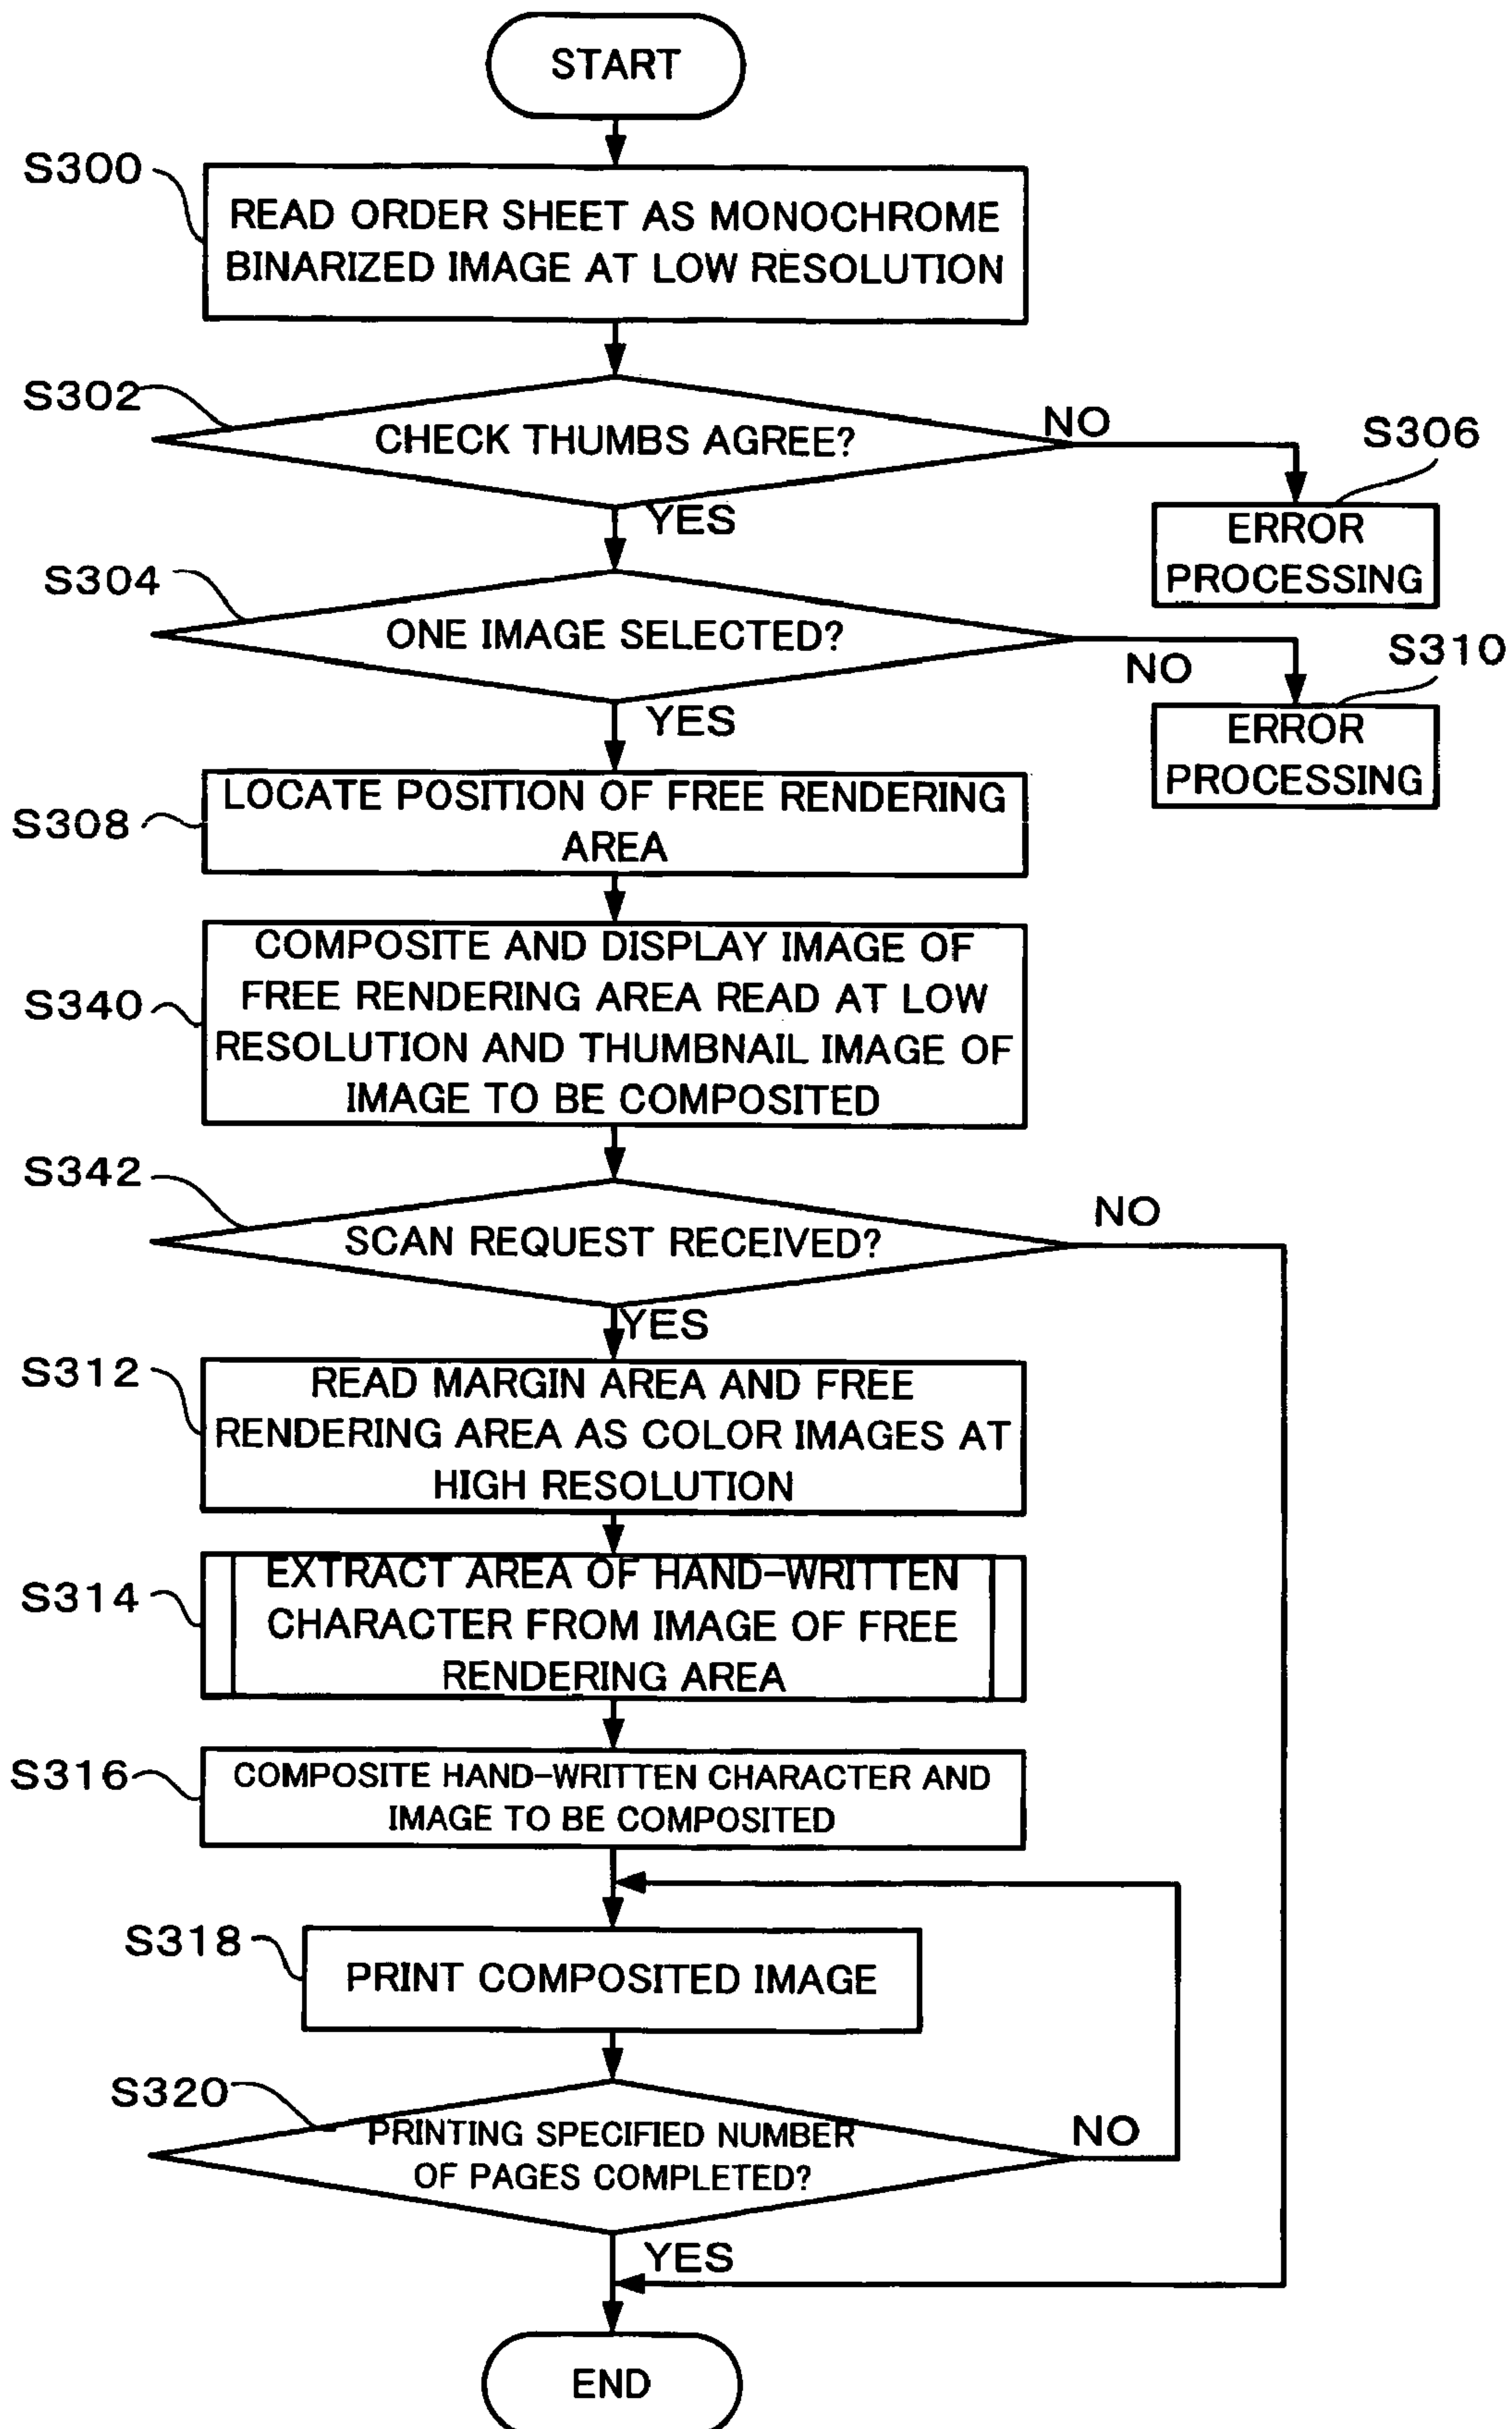 START
S300
READ ORDER SHEET AS MONOCHROME
BINARIZED IMAGE AT LOW RESOLUTION
S302
CHECK THUMBS AGREE?
NO
S306
ERROR
PROCESSING
YES
S304
ONE IMAGE SELECTED?
NO
S310
ERROR
PROCESSING
YES
S308
LOCATE POSITION OF FREE RENDERING
AREA
S340
COMPOSITE AND DISPLAY IMAGE OF
FREE RENDERING AREA READ AT LOW
RESOLUTION AND THUMBNAIL IMAGE OF
IMAGE TO BE COMPOSITED
S342
SCAN REQUEST RECEIVED?
NO
YES
S312
READ MARGIN AREA AND FREE
RENDERING AREA AS COLOR IMAGES AT
HIGH RESOLUTION
S314
EXTRACT AREA OF HAND-WRITTEN
CHARACTER FROM IMAGE OF FREE
RENDERING AREA
S316
COMPOSITE HAND-WRITTEN CHARACTER AND
IMAGE TO BE COMPOSITED
S318
PRINT COMPOSITED IMAGE
S320
PRINTING SPECIFIED NUMBER
OF PAGES COMPLETED?
NO
YES
END